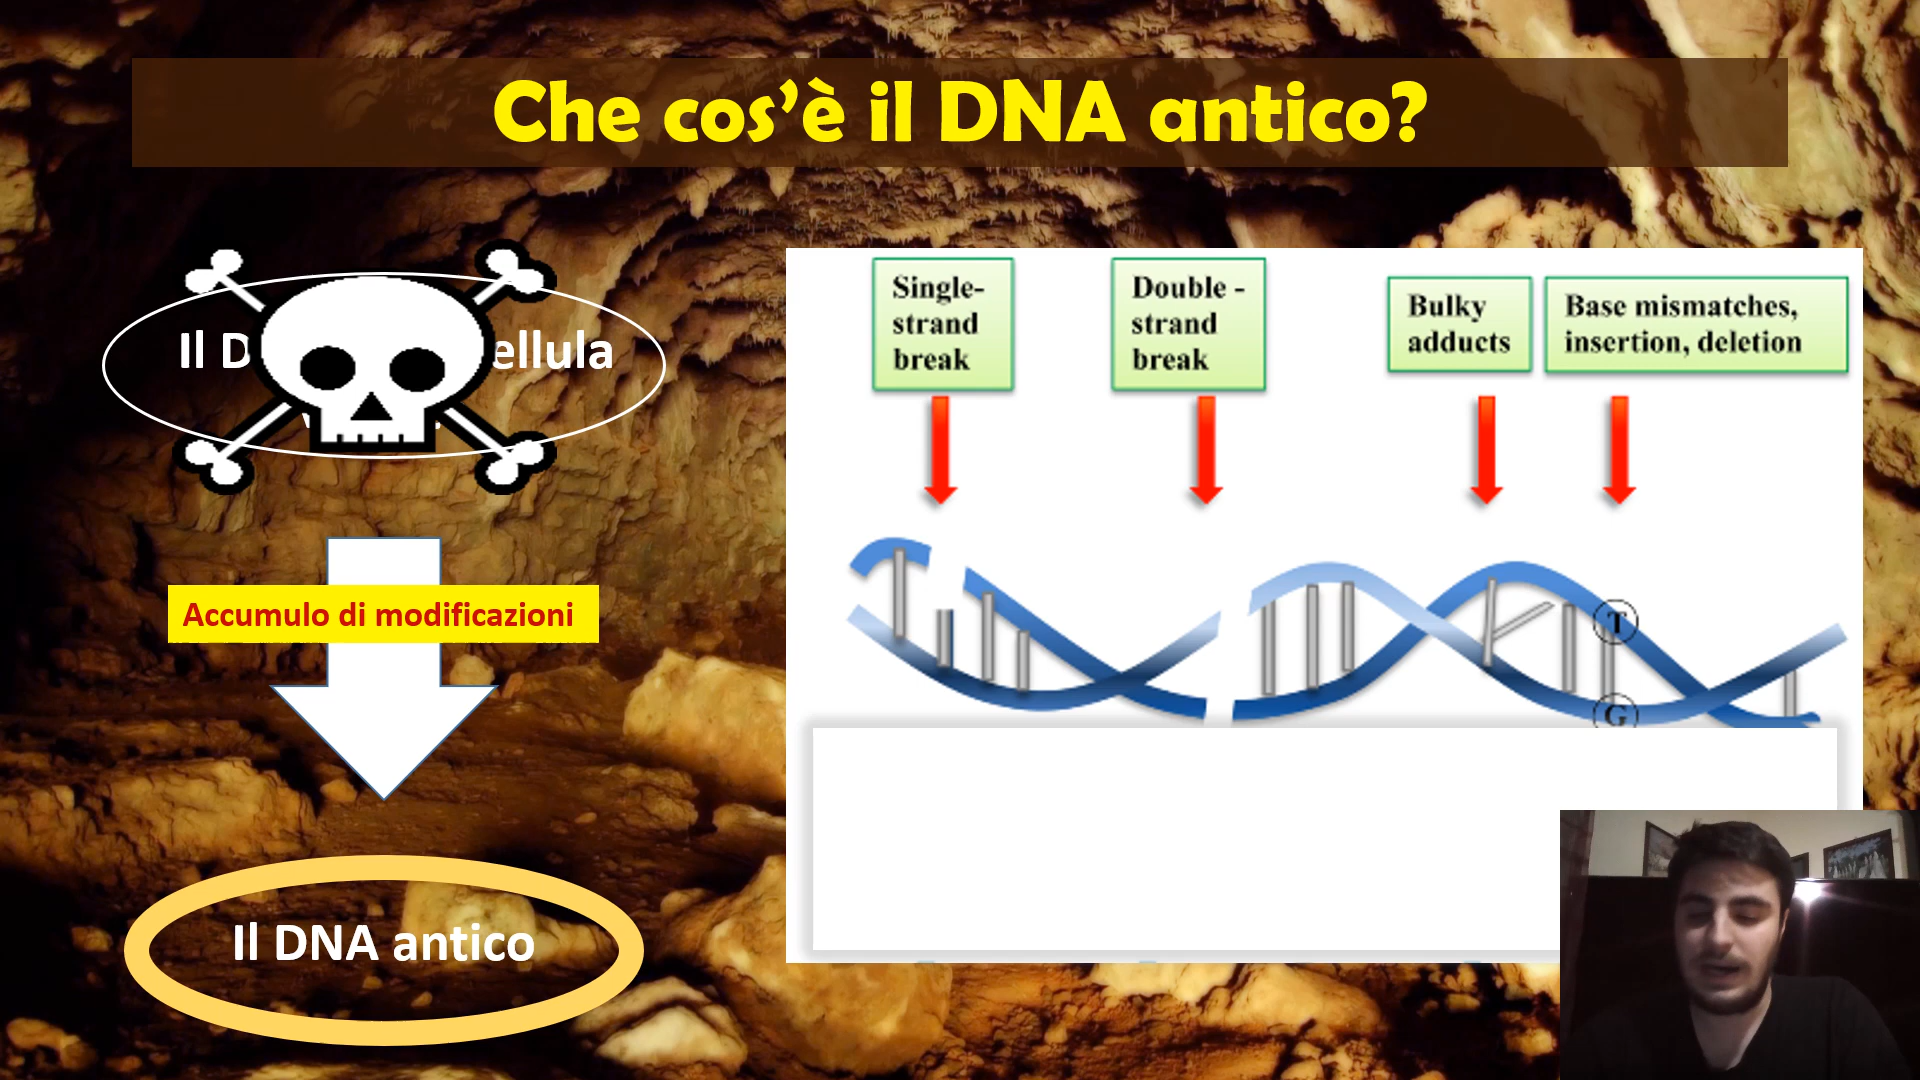 Che cos'è il DNA antico?
Il D ellula
Accumulo di modificazioni
Il DNA antico
Single-
strand
break
Double -
strand
break
Bulky
adducts
Base mismatches,
insertion, deletion
T
G